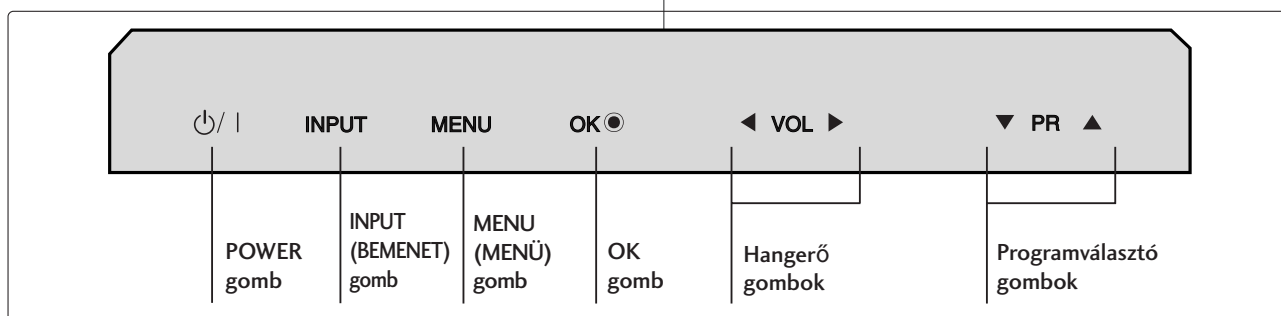 ⏻/ I INPUT MENU OK◉ ◀ VOL ▶ ▼ PR ▲
POWER
gomb
INPUT
(BEMENET)
gomb
MENU
(MENÜ)
gomb
OK
gomb
Hangerő
gombok
Programválasztó
gombok